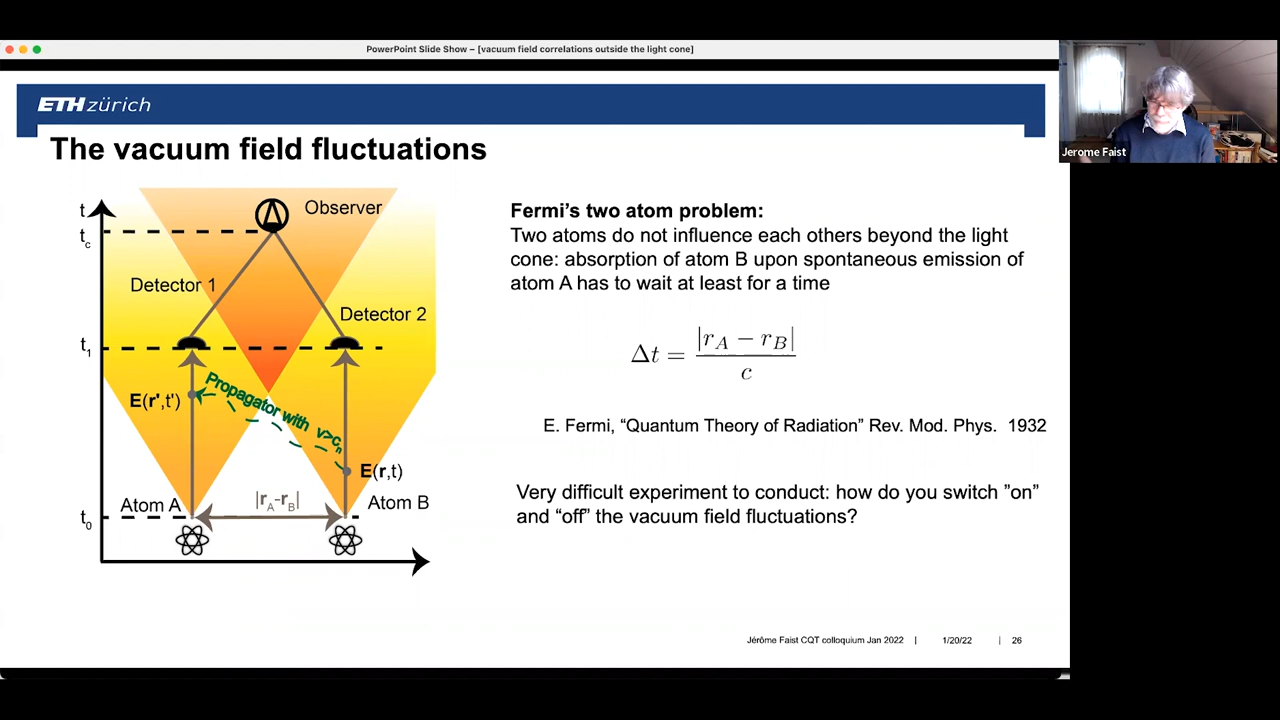 PowerPoint Slide Show – [vacuum field correlations outside the light cone]
Jerome Faist
ETH zürich
The vacuum field fluctuations
t
Observer
t_c
Detector 1
Detector 2
t_1
Propagator with v>c_n
E(r',t')
E(r,t)
Atom A
|r_A-r_B|
Atom B
t_0
Fermi's two atom problem:
Two atoms do not influence each others beyond the light
cone: absorption of atom B upon spontaneous emission of
atom A has to wait at least for a time
Δt = |r_A − r_B| / c
E. Fermi, “Quantum Theory of Radiation” Rev. Mod. Phys. 1932
Very difficult experiment to conduct: how do you switch ”on”
and “off” the vacuum field fluctuations?
Jérôme Faist CQT colloquium Jan 2022 | 1/20/22 | 26